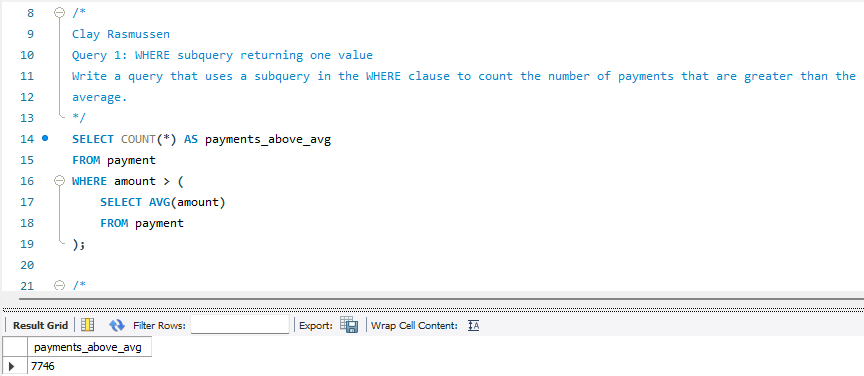 8 /*
9 Clay Rasmussen
10 Query 1: WHERE subquery returning one value
11 Write a query that uses a subquery in the WHERE clause to count the number of payments that are greater than the
12 average.
13 */
14 SELECT COUNT(*) AS payments_above_avg
15 FROM payment
16 WHERE amount > (
17 SELECT AVG(amount)
18 FROM payment
19 );
20
21 /*
Result Grid Filter Rows: Export: Wrap Cell Content: IA
payments_above_avg
7746